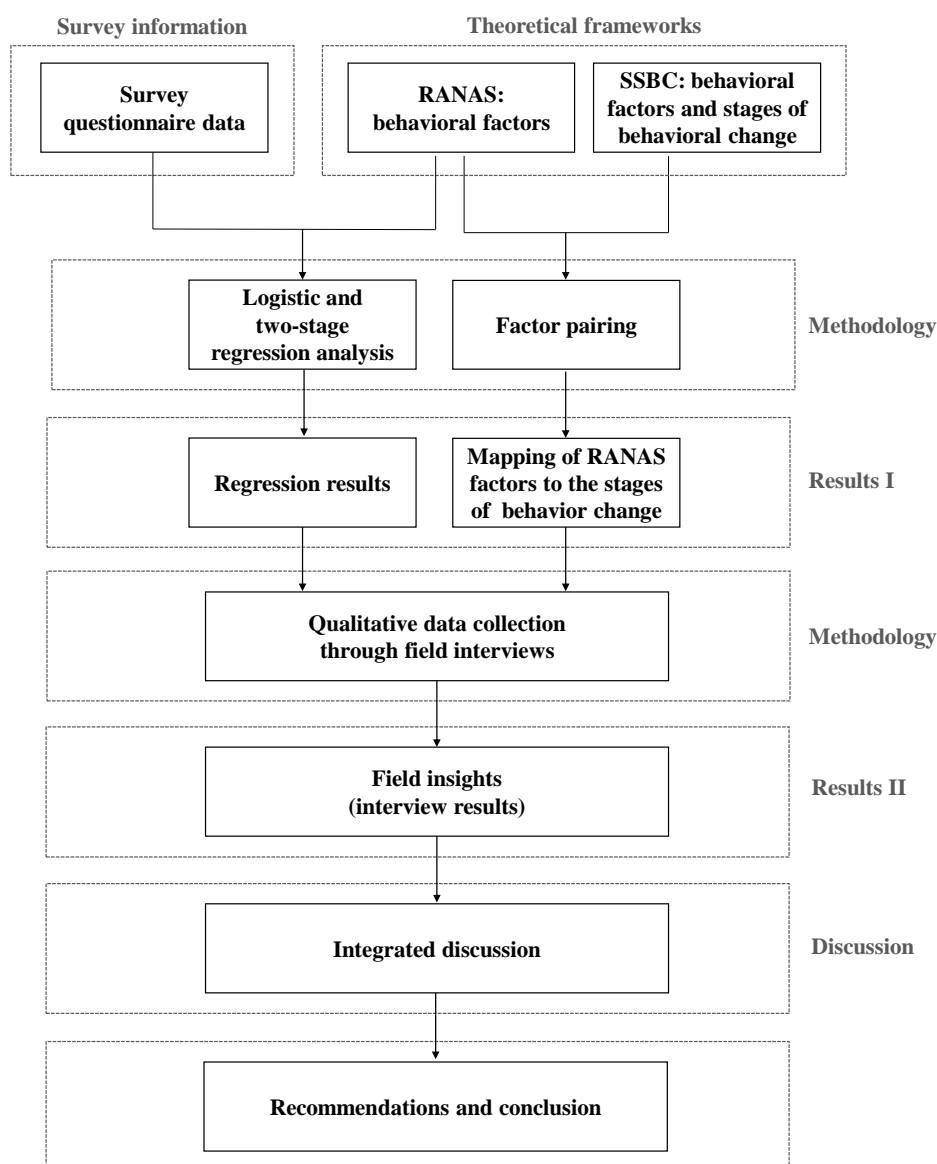 Survey information
Theoretical frameworks
Survey
questionnaire data
RANAS:
behavioral factors
SSBC: behavioral
factors and stages of
behavioral change
Logistic and
two-stage
regression analysis
Factor pairing
Methodology
Regression results
Mapping of RANAS
factors to the stages
of behavior change
Results I
Qualitative data collection
through field interviews
Methodology
Field insights
(interview results)
Results II
Integrated discussion
Discussion
Recommendations and conclusion